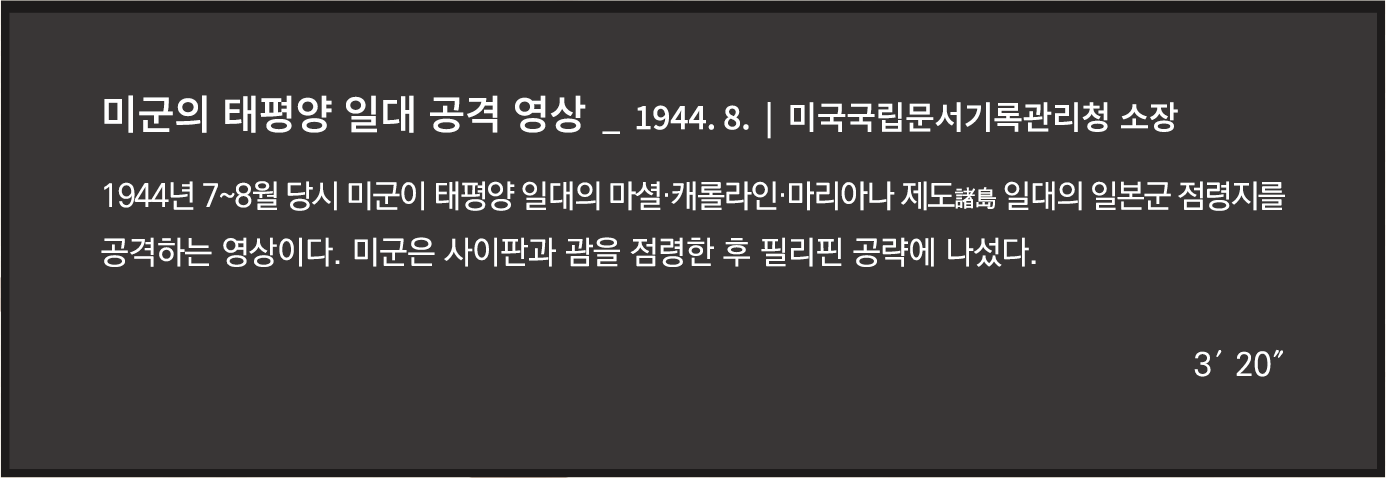 미군의 태평양 일대 공격 영상 _ 1944. 8. | 미국국립문서기록관리청 소장
1944년 7~8월 당시 미군이 태평양 일대의 마셜·캐롤라인·마리아나 제도諸島 일대의 일본군 점령지를
공격하는 영상이다. 미군은 사이판과 괌을 점령한 후 필리핀 공략에 나섰다.
3′ 20″